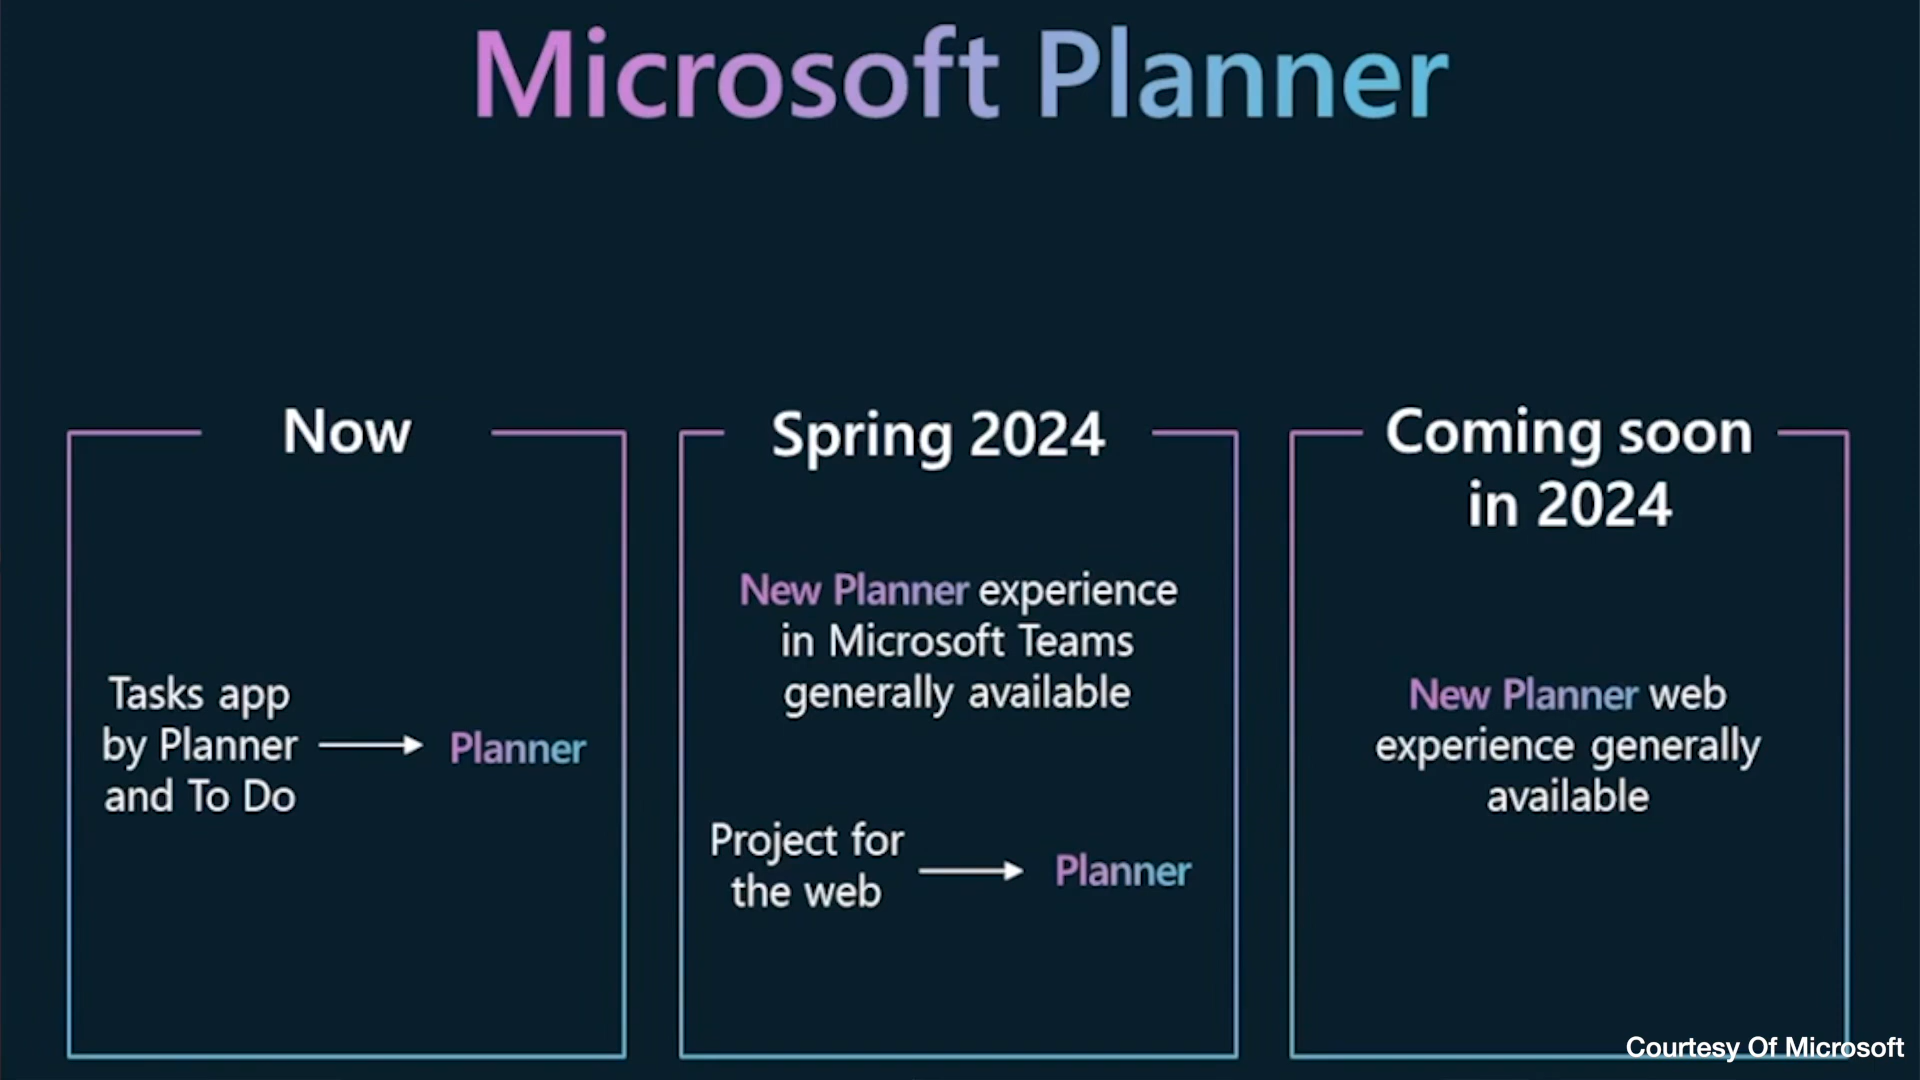 Microsoft Planner
Now
Tasks app
by Planner
and To Do
Planner
Spring 2024
New Planner experience
in Microsoft Teams
generally available
Project for
the web
Planner
Coming soon
in 2024
New Planner web
experience generally
available
Courtesy Of Microsoft